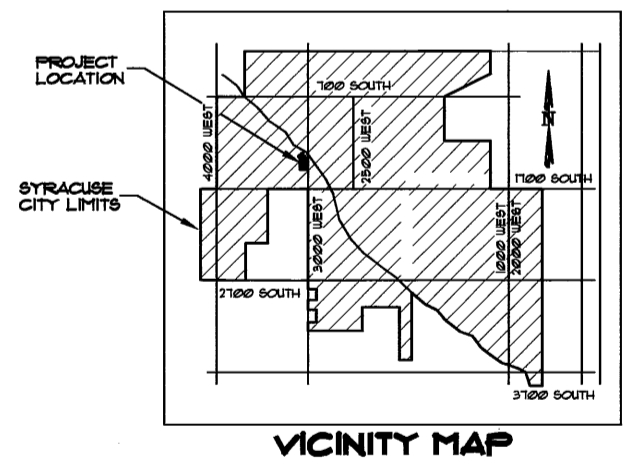 PROJECT
LOCATION
700 SOUTH
4000 WEST
2500 WEST
N
1700 SOUTH
SYRACUSE
CITY LIMITS
3000 WEST
1000 WEST
2000 WEST
2700 SOUTH
3700 SOUTH
VICINITY MAP